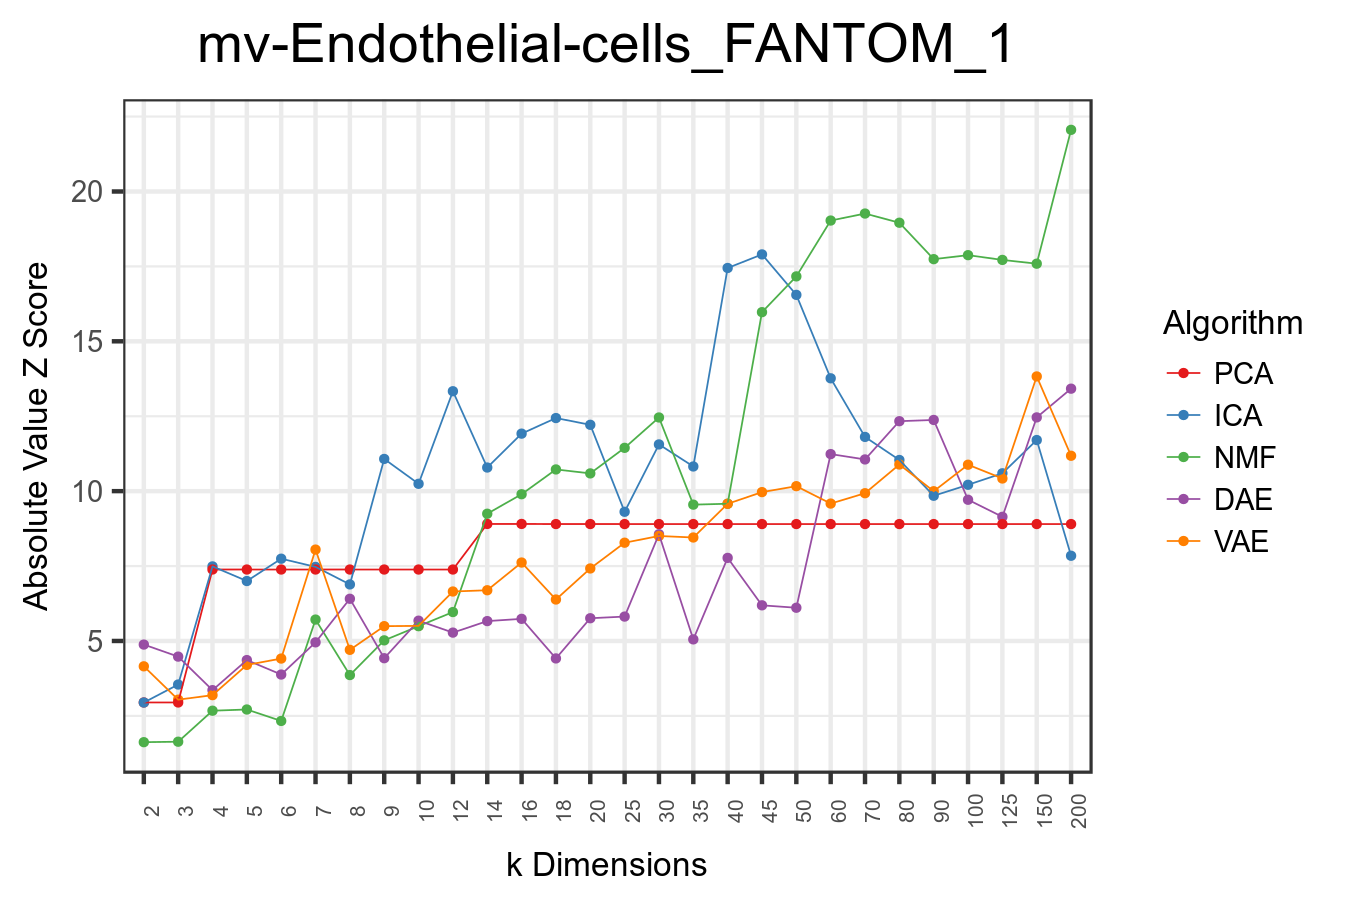 mv-Endothelial-cells_FANTOM_1
Absolute Value Z Score
20
15
10
5
2 3 4 5 6 7 8 9 10 12 14 16 18 20 25 30 35 40 45 50 60 70 80 90 100 125 150 200
k Dimensions
Algorithm
PCA
ICA
NMF
DAE
VAE